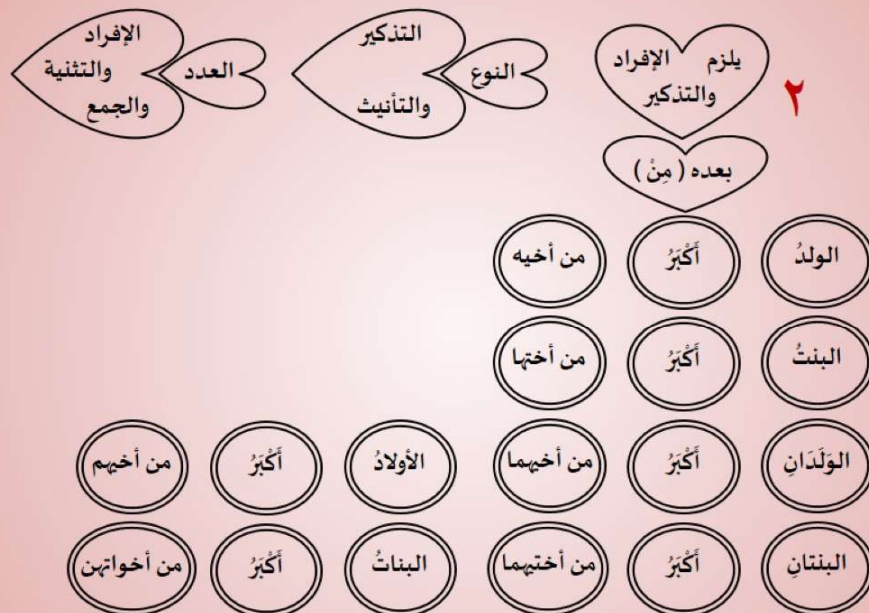 ٢
يلزم الإفراد
والتذكير
بعده ( مِنْ )
النوع
التذكير
والتأنيث
العدد
الإفراد
والتثنية
والجمع
الولدُ أَكْبَرُ من أخيه
البنتُ أَكْبَرُ من أختها
الوَلَدَانِ أَكْبَرُ من أخيهما الأولادُ أَكْبَرُ من أخيهم
البنتانِ أَكْبَرُ من أختيهما البناتُ أَكْبَرُ من أخواتهن